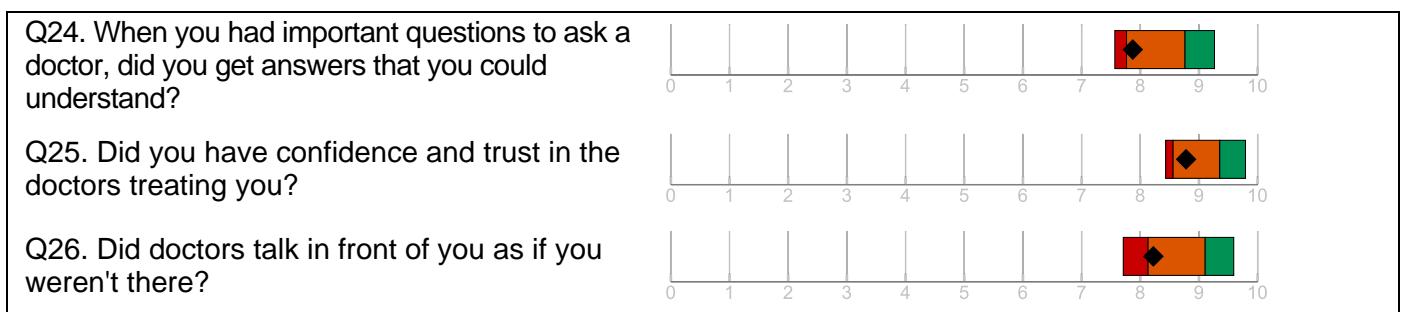 Q24. When you had important questions to ask a
doctor, did you get answers that you could
understand?
0 1 2 3 4 5 6 7 8 9 10
Q25. Did you have confidence and trust in the
doctors treating you?
0 1 2 3 4 5 6 7 8 9 10
Q26. Did doctors talk in front of you as if you
weren't there?
0 1 2 3 4 5 6 7 8 9 10